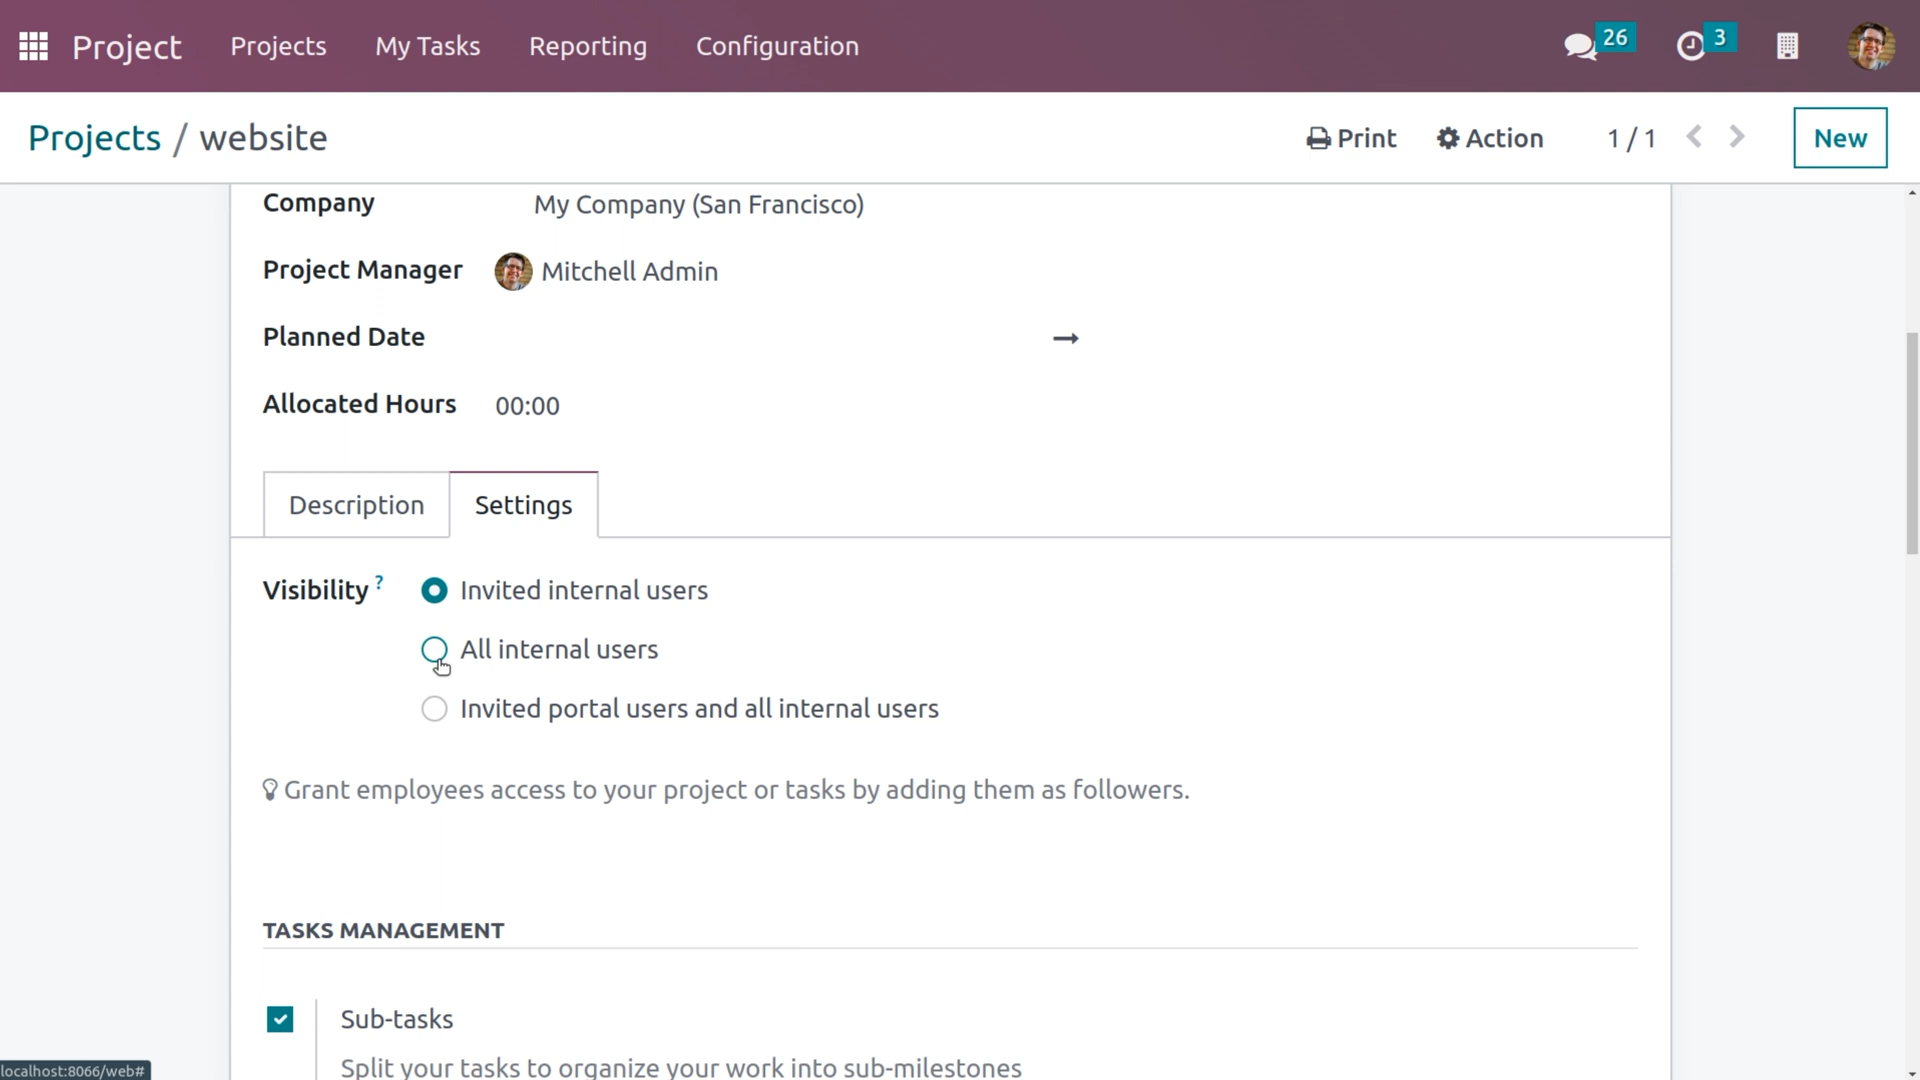 Project Projects My Tasks Reporting Configuration 26 3
Projects / website Print Action 1 / 1 New
Company My Company (San Francisco)
Project Manager Mitchell Admin
Planned Date →
Allocated Hours 00:00
Description Settings
Visibility ? Invited internal users
All internal users
Invited portal users and all internal users
Grant employees access to your project or tasks by adding them as followers.
TASKS MANAGEMENT
Sub-tasks
Split your tasks to organize your work into sub-milestones
localhost:8066/web#